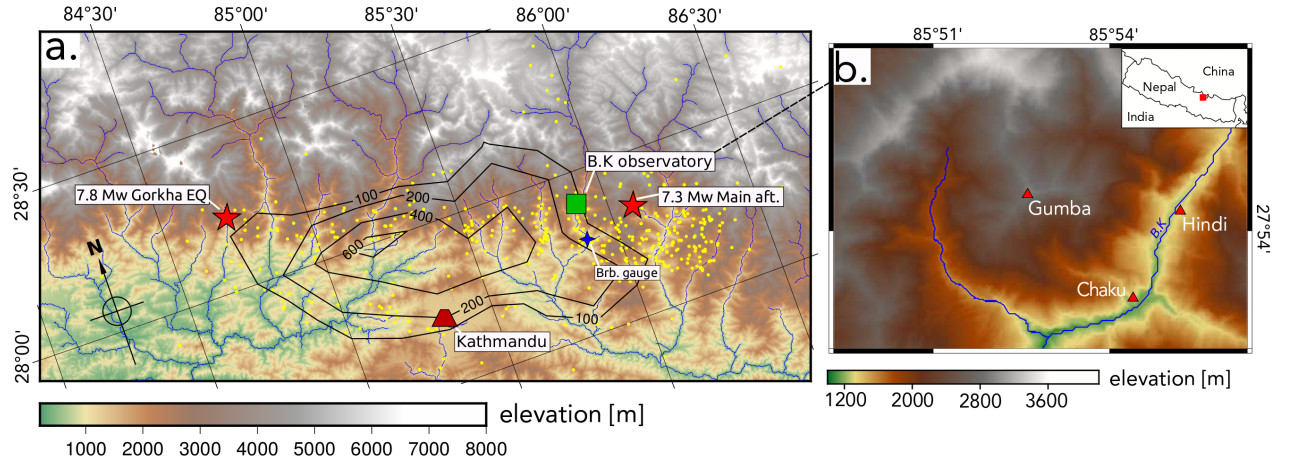 84°30' 85°00' 85°30' 86°00' 86°30'
a.
28°30'
28°00'
7.8 Mw Gorkha EQ
B.K observatory
7.3 Mw Main aft.
100
200
400
600
Brb. gauge
200
100
Kathmandu
N
elevation [m]
1000 2000 3000 4000 5000 6000 7000 8000
85°51' 85°54'
b.
China
Nepal
India
Gumba
Hindi
B.K
Chaku
27°54'
elevation [m]
1200 2000 2800 3600